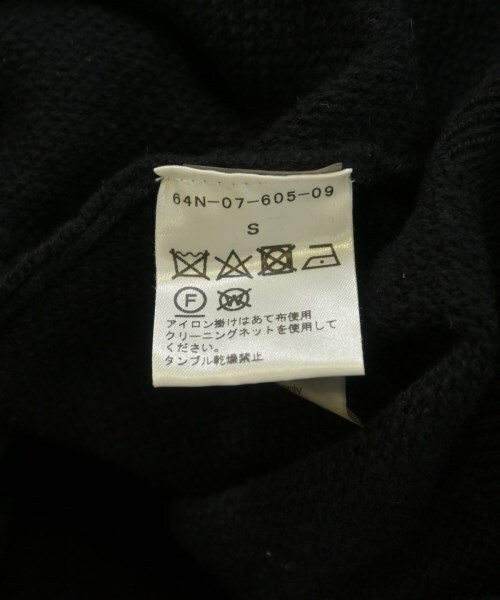 64N-07-605-09
S
F W
アイロン掛けはあて布使用
クリーニングネットを使用して
ください。
タンブル乾燥禁止